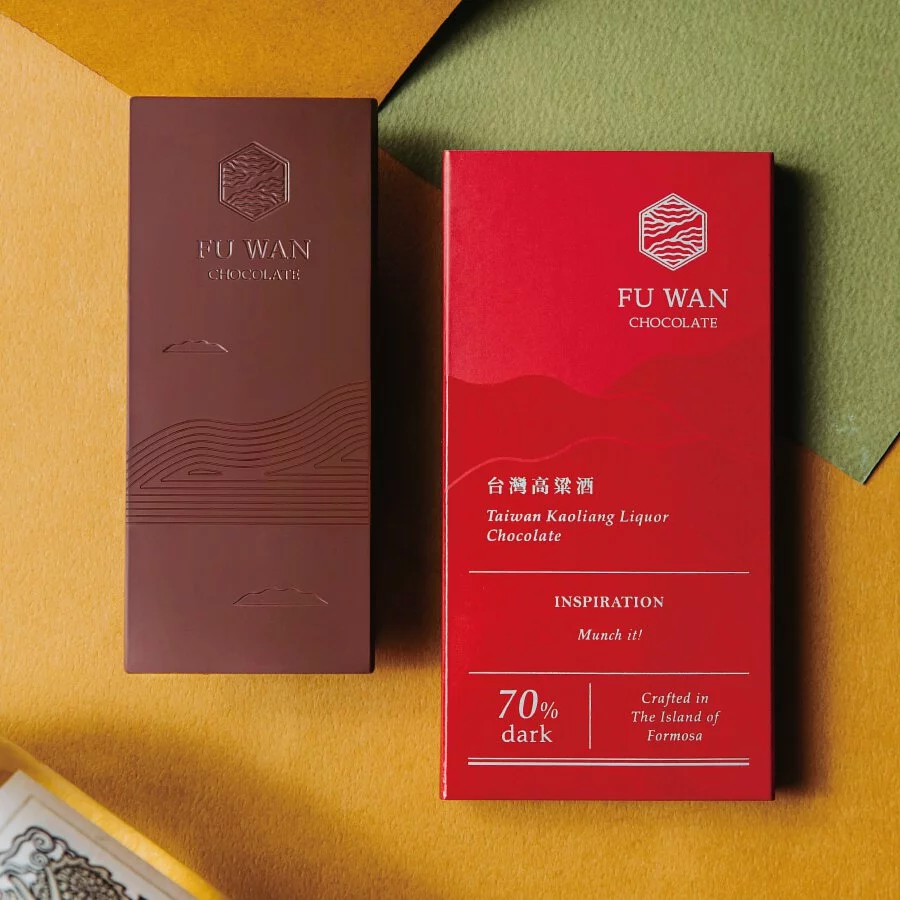 FU WAN
CHOCOLATE
FU WAN
CHOCOLATE
台灣高粱酒
Taiwan Kaoliang Liquor
Chocolate
INSPIRATION
Munch it!
70%
dark
Crafted in
The Island of
Formosa